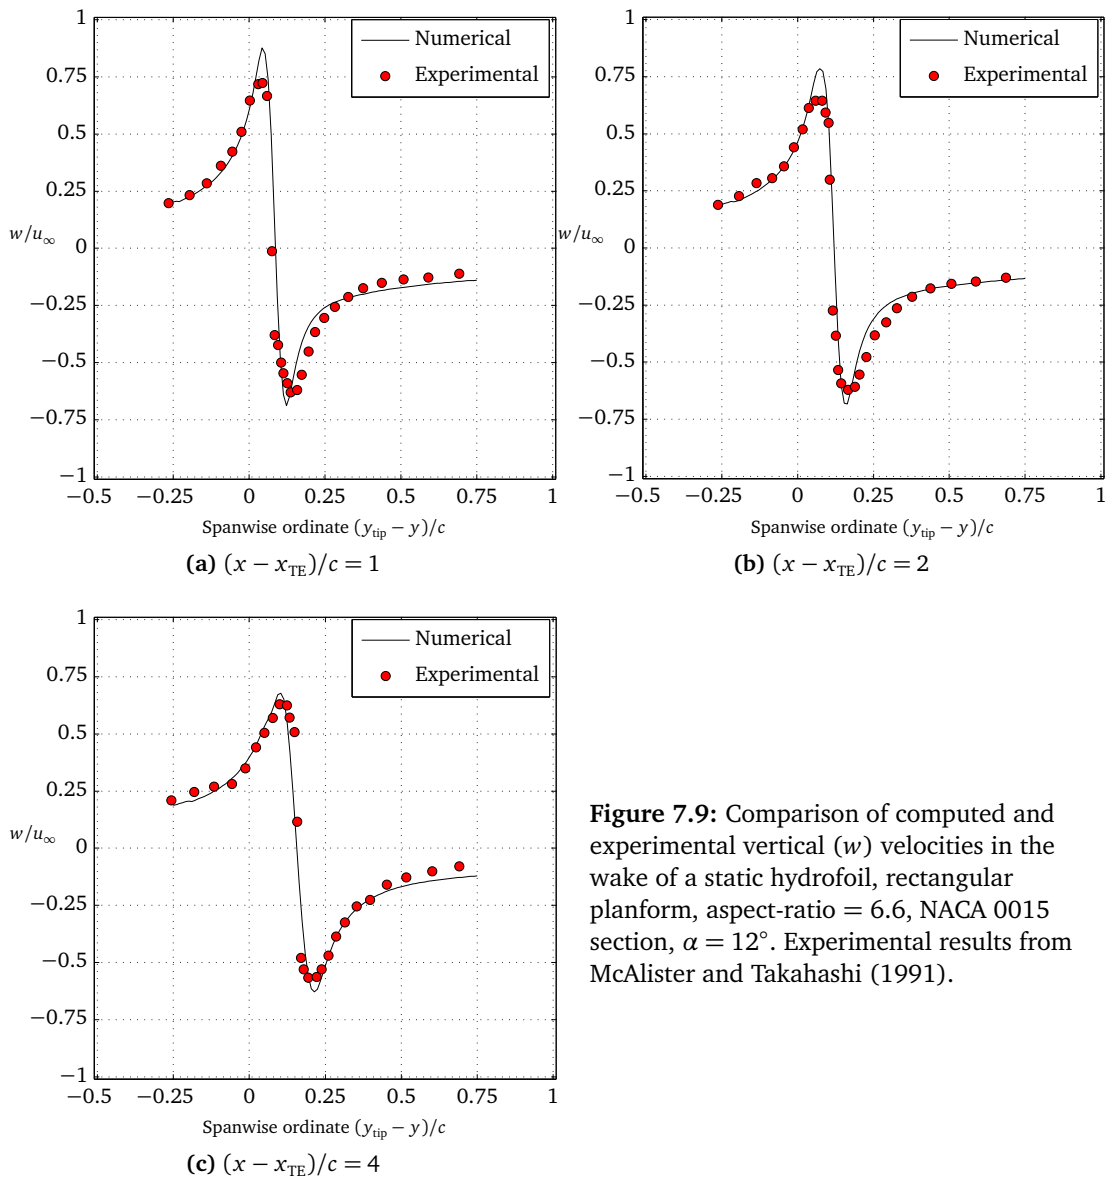 1
0.75
0.5
0.25
0
−0.25
−0.5
−0.75
−1
w/u∞
Numerical
Experimental
−0.5 −0.25 0 0.25 0.5 0.75 1
Spanwise ordinate (y_tip − y)/c
(a) (x − x_TE)/c = 1
1
0.75
0.5
0.25
0
−0.25
−0.5
−0.75
−1
w/u∞
Numerical
Experimental
−0.5 −0.25 0 0.25 0.5 0.75 1
Spanwise ordinate (y_tip − y)/c
(b) (x − x_TE)/c = 2
1
0.75
0.5
0.25
0
−0.25
−0.5
−0.75
−1
w/u∞
Numerical
Experimental
−0.5 −0.25 0 0.25 0.5 0.75 1
Spanwise ordinate (y_tip − y)/c
(c) (x − x_TE)/c = 4
Figure 7.9: Comparison of computed and
experimental vertical (w) velocities in the
wake of a static hydrofoil, rectangular
planform, aspect-ratio = 6.6, NACA 0015
section, α = 12°. Experimental results from
McAlister and Takahashi (1991).